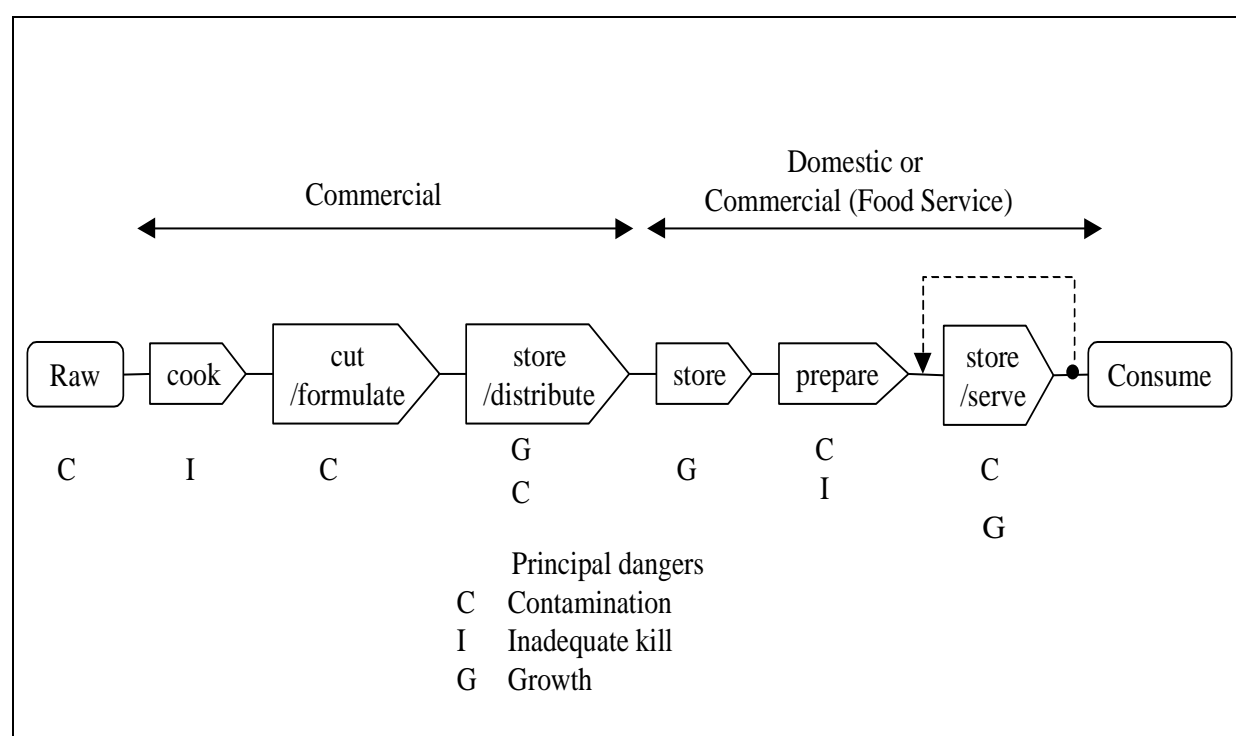 Domestic or
Commercial (Food Service)
Commercial
Raw
cook
cut
/formulate
store
/distribute
store
prepare
store
/serve
Consume
C
I
C
G
C
G
C
I
C
G
Principal dangers
C Contamination
I Inadequate kill
G Growth